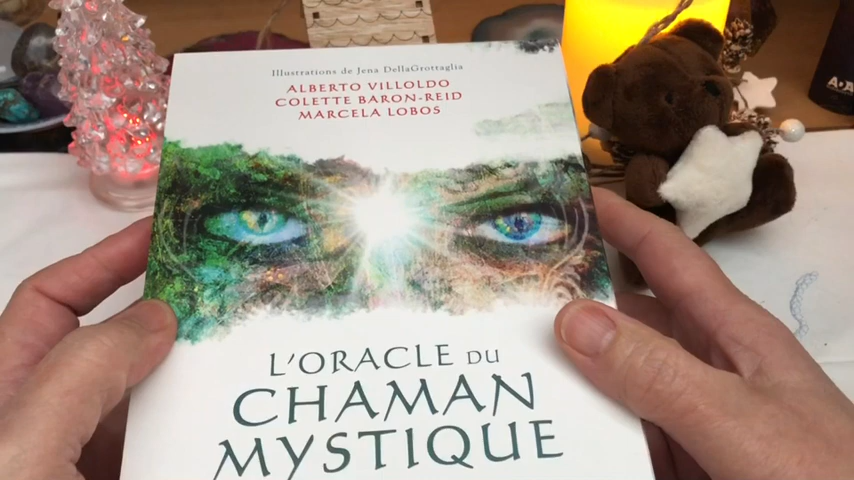 Illustrations de Jena DellaGrottaglia
ALBERTO VILLOLDO
COLETTE BARON-REID
MARCELA LOBOS
L'ORACLE DU
CHAMAN
MYSTIQUE